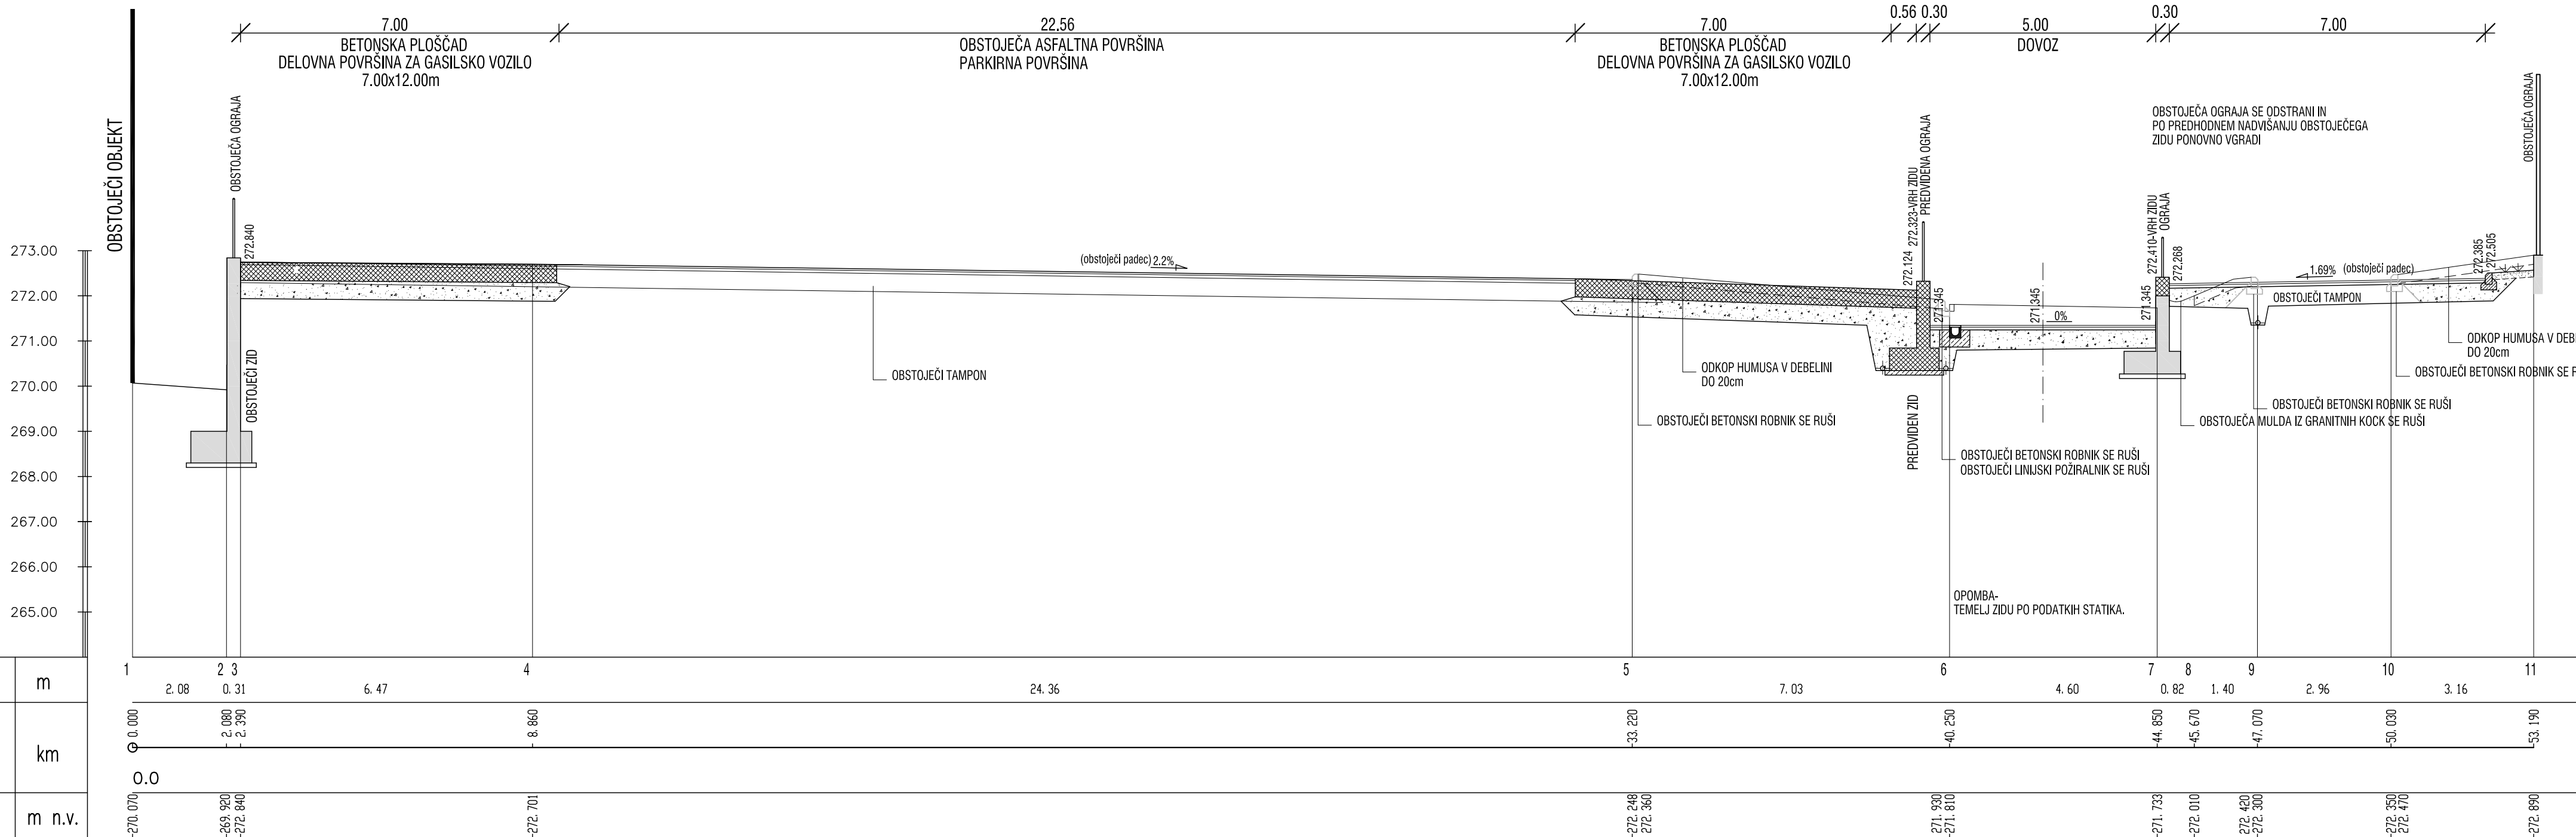 7.00
22.56
7.00
0.56
0.30
5.00
0.30
7.00
BETONSKA PLOŠČAD
DELOVNA POVRŠINA ZA GASILSKO VOZILO
7.00x12.00m
OBSTOJEČA ASFALTNA POVRŠINA
PARKIRNA POVRŠINA
BETONSKA PLOŠČAD
DELOVNA POVRŠINA ZA GASILSKO VOZILO
7.00x12.00m
DOVOZ
OBSTOJEČA OGRAJA SE ODSTRANI IN
PO PREDHODNEM NADVIŠANJU OBSTOJEČEGA
ZIDU PONOVNO VGRADI
OBSTOJEČI OBJEKT
OBSTOJEČA OGRAJA
272.840
OBSTOJEČI ZID
(obstoječi padec) 2.2%
272.124
272.323-VRH ZIDU
PREDVIDENA OGRAJA
271.345
271.345
0%
271.345
272.410-VRH ZIDU
OGRAJA
272.268
1.69% (obstoječi padec)
272.385
272.505
OBSTOJEČA OGRAJA
273.00
272.00
271.00
270.00
269.00
268.00
267.00
266.00
265.00
OBSTOJEČI TAMPON
OBSTOJEČI TAMPON
ODKOP HUMUSA V DEBELINI
DO 20cm
OBSTOJEČI BETONSKI ROBNIK SE RUŠI
PREDVIDEN ZID
OBSTOJEČI BETONSKI ROBNIK SE RUŠI
OBSTOJEČI LINIJSKI POŽIRALNIK SE RUŠI
ODKOP HUMUSA V DEB
DO 20cm
OBSTOJEČI BETONSKI ROBNIK SE R
OBSTOJEČI BETONSKI ROBNIK SE RUŠI
OBSTOJEČA MULDA IZ GRANITNIH KOCK SE RUŠI
OPOMBA-
TEMELJ ZIDU PO PODATKIH STATIKA.
1 2 3 4 5 6 7 8 9 10 11
m
2.08 0.31 6.47 24.36 7.03 4.60 0.82 1.40 2.96 3.16
km
0.000
2.080
2.390
8.860
33.220
40.250
44.850
45.670
47.070
50.030
53.190
0.0
m n.v.
-270.070
-269.920
-272.840
-272.701
-272.248
272.360
271.930
-271.810
-271.733
-272.010
272.420
-272.300
-272.350
272.470
-272.890